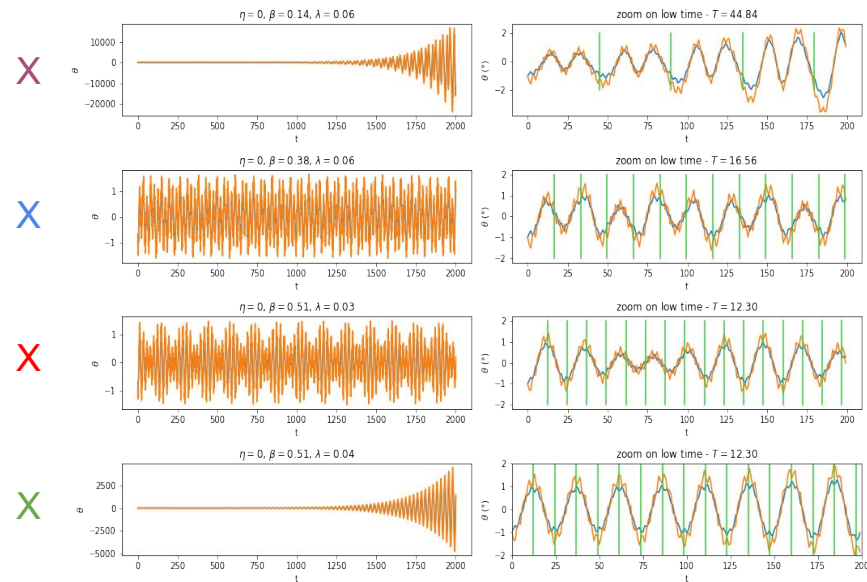 η = 0, β = 0.14, λ = 0.06
zoom on low time - T = 44.84
X
θ
10000
0
−10000
−20000
0 250 500 750 1000 1250 1500 1750 2000
t
θ (°)
2
0
−2
0 25 50 75 100 125 150 175 200
t
η = 0, β = 0.38, λ = 0.06
zoom on low time - T = 16.56
X
θ
1
0
−1
0 250 500 750 1000 1250 1500 1750 2000
t
θ (°)
2
1
0
−1
−2
0 25 50 75 100 125 150 175 200
t
η = 0, β = 0.51, λ = 0.03
zoom on low time - T = 12.30
X
θ
1
0
−1
0 250 500 750 1000 1250 1500 1750 2000
t
θ (°)
2
1
0
−1
−2
0 25 50 75 100 125 150 175 200
t
η = 0, β = 0.51, λ = 0.04
zoom on low time - T = 12.30
X
θ
2500
0
−2500
−5000
0 250 500 750 1000 1250 1500 1750 2000
t
θ (°)
2
1
0
−1
−2
0 25 50 75 100 125 150 175 200
t